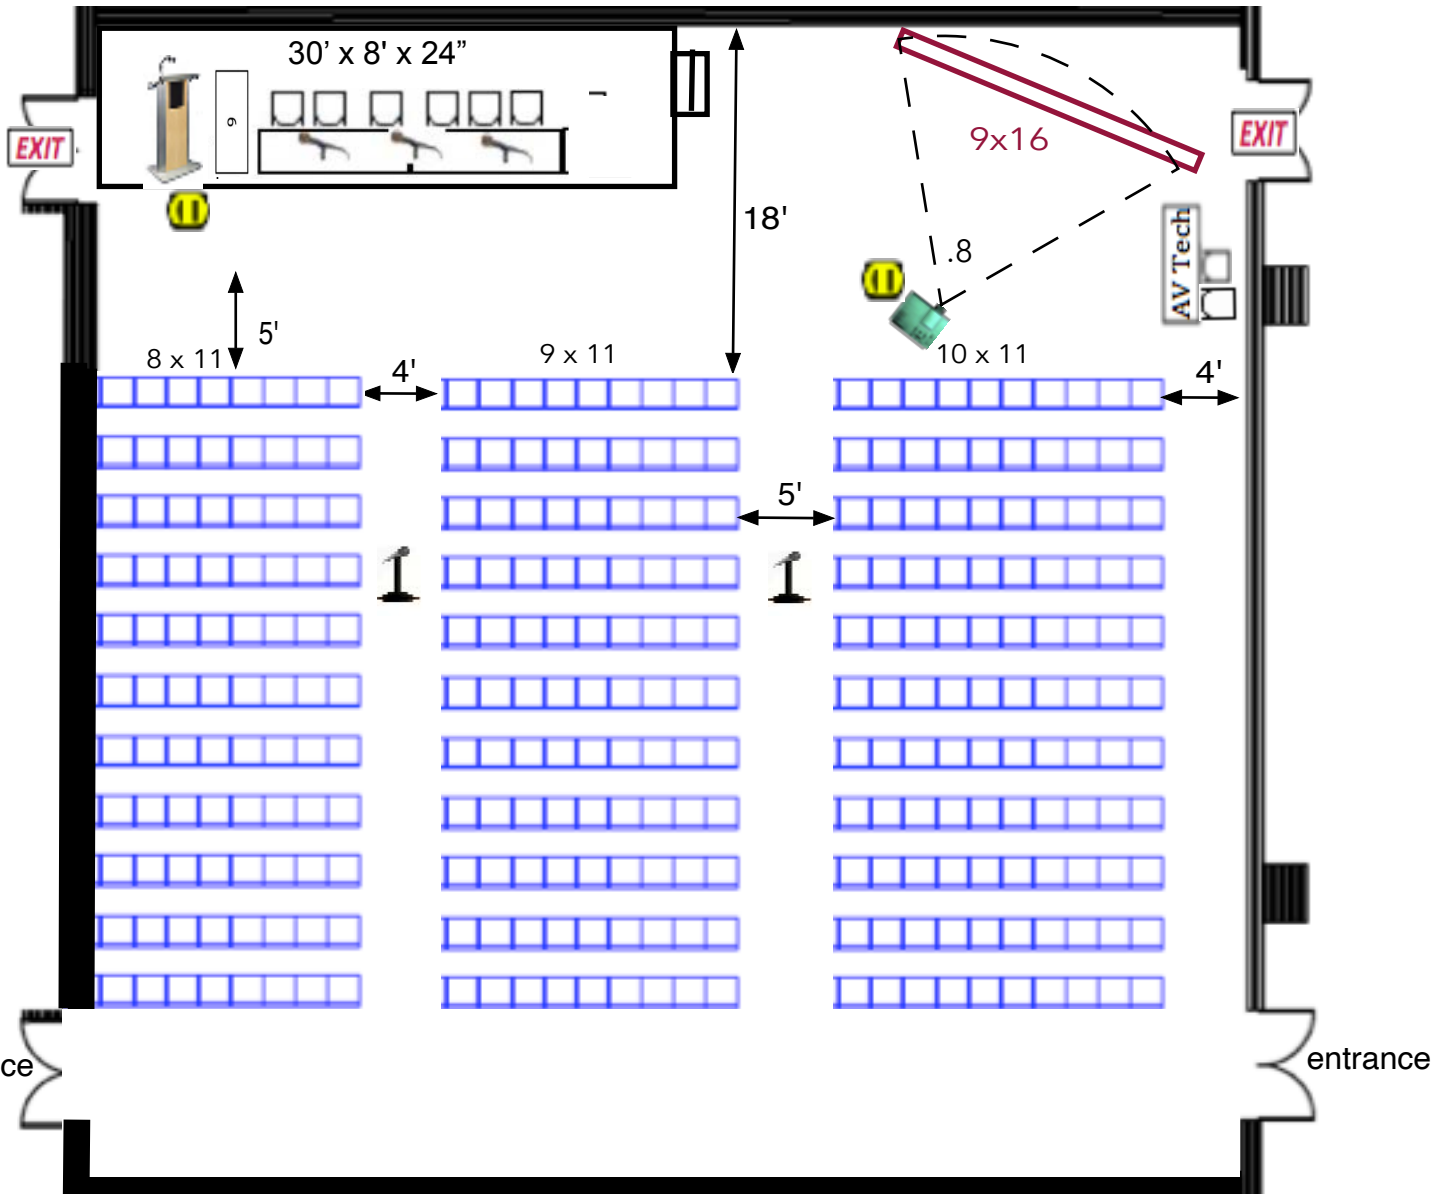 30’ x 8' x 24”
6
EXIT
EXIT
9x16
18'
.8
AV Tech
5'
8 x 11
4'
9 x 11
10 x 11
4'
5'
ce
entrance